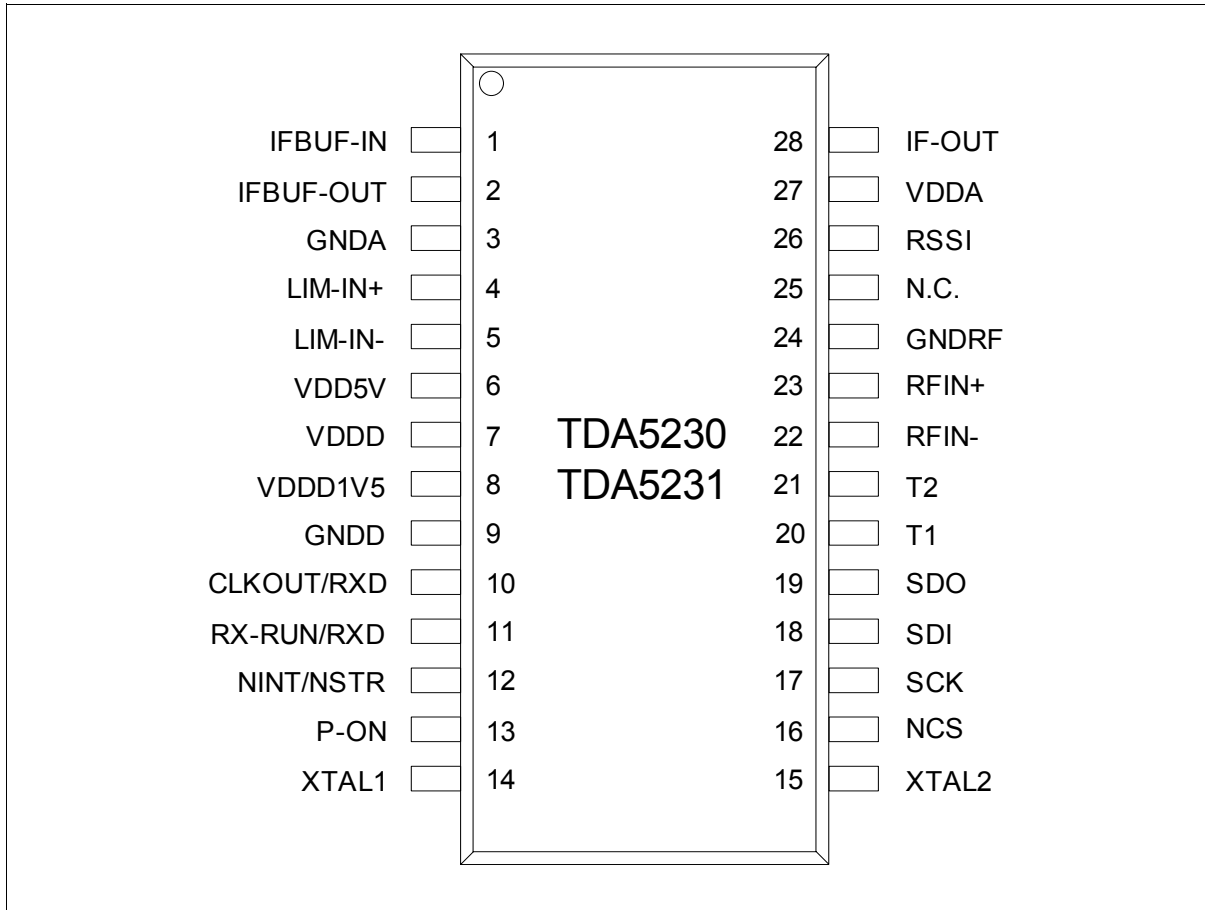 IFBUF-IN 1 28 IF-OUT
IFBUF-OUT 2 27 VDDA
GNDA 3 26 RSSI
LIM-IN+ 4 25 N.C.
LIM-IN- 5 24 GNDRF
VDD5V 6 23 RFIN+
VDDD 7 TDA5230 22 RFIN-
VDDD1V5 8 TDA5231 21 T2
GNDD 9 20 T1
CLKOUT/RXD 10 19 SDO
RX-RUN/RXD 11 18 SDI
NINT/NSTR 12 17 SCK
P-ON 13 16 NCS
XTAL1 14 15 XTAL2